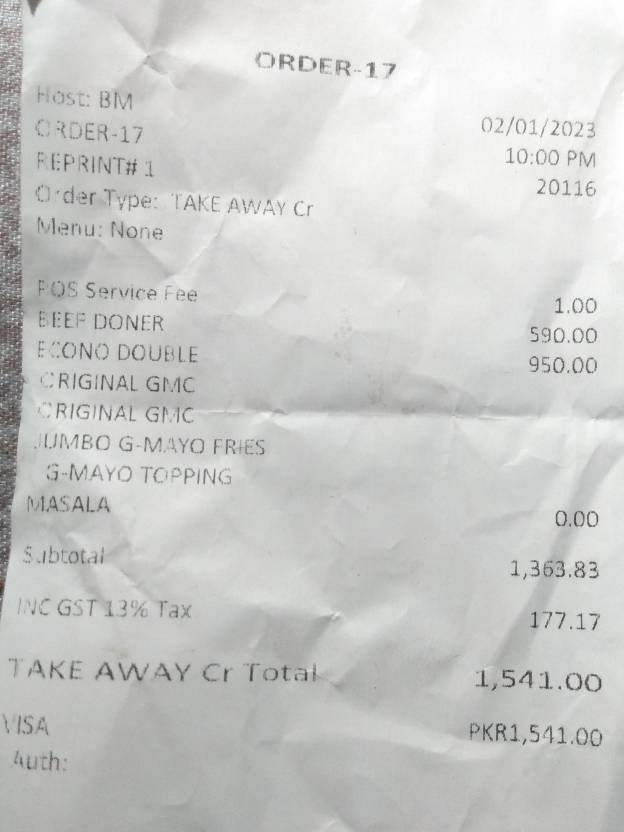 ORDER-17
Host: BM
ORDER-17 02/01/2023
REPRINT# 1 10:00 PM
Order Type: TAKE AWAY Cr 20116
Menu: None
POS Service Fee 1.00
BEEF DONER 590.00
ECONO DOUBLE 950.00
ORIGINAL GMC
ORIGINAL GMC
JUMBO G-MAYO FRIES
G-MAYO TOPPING
MASALA 0.00
Subtotal 1,363.83
INC GST 13% Tax 177.17
TAKE AWAY Cr Total 1,541.00
VISA PKR1,541.00
Auth: